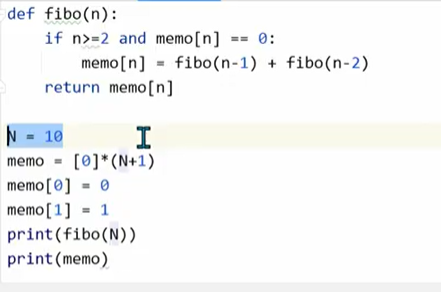 def fibo(n):
    if n>=2 and memo[n] == 0:
        memo[n] = fibo(n-1) + fibo(n-2)
    return memo[n]

N = 10
memo = [0]*(N+1)
memo[0] = 0
memo[1] = 1
print(fibo(N))
print(memo)